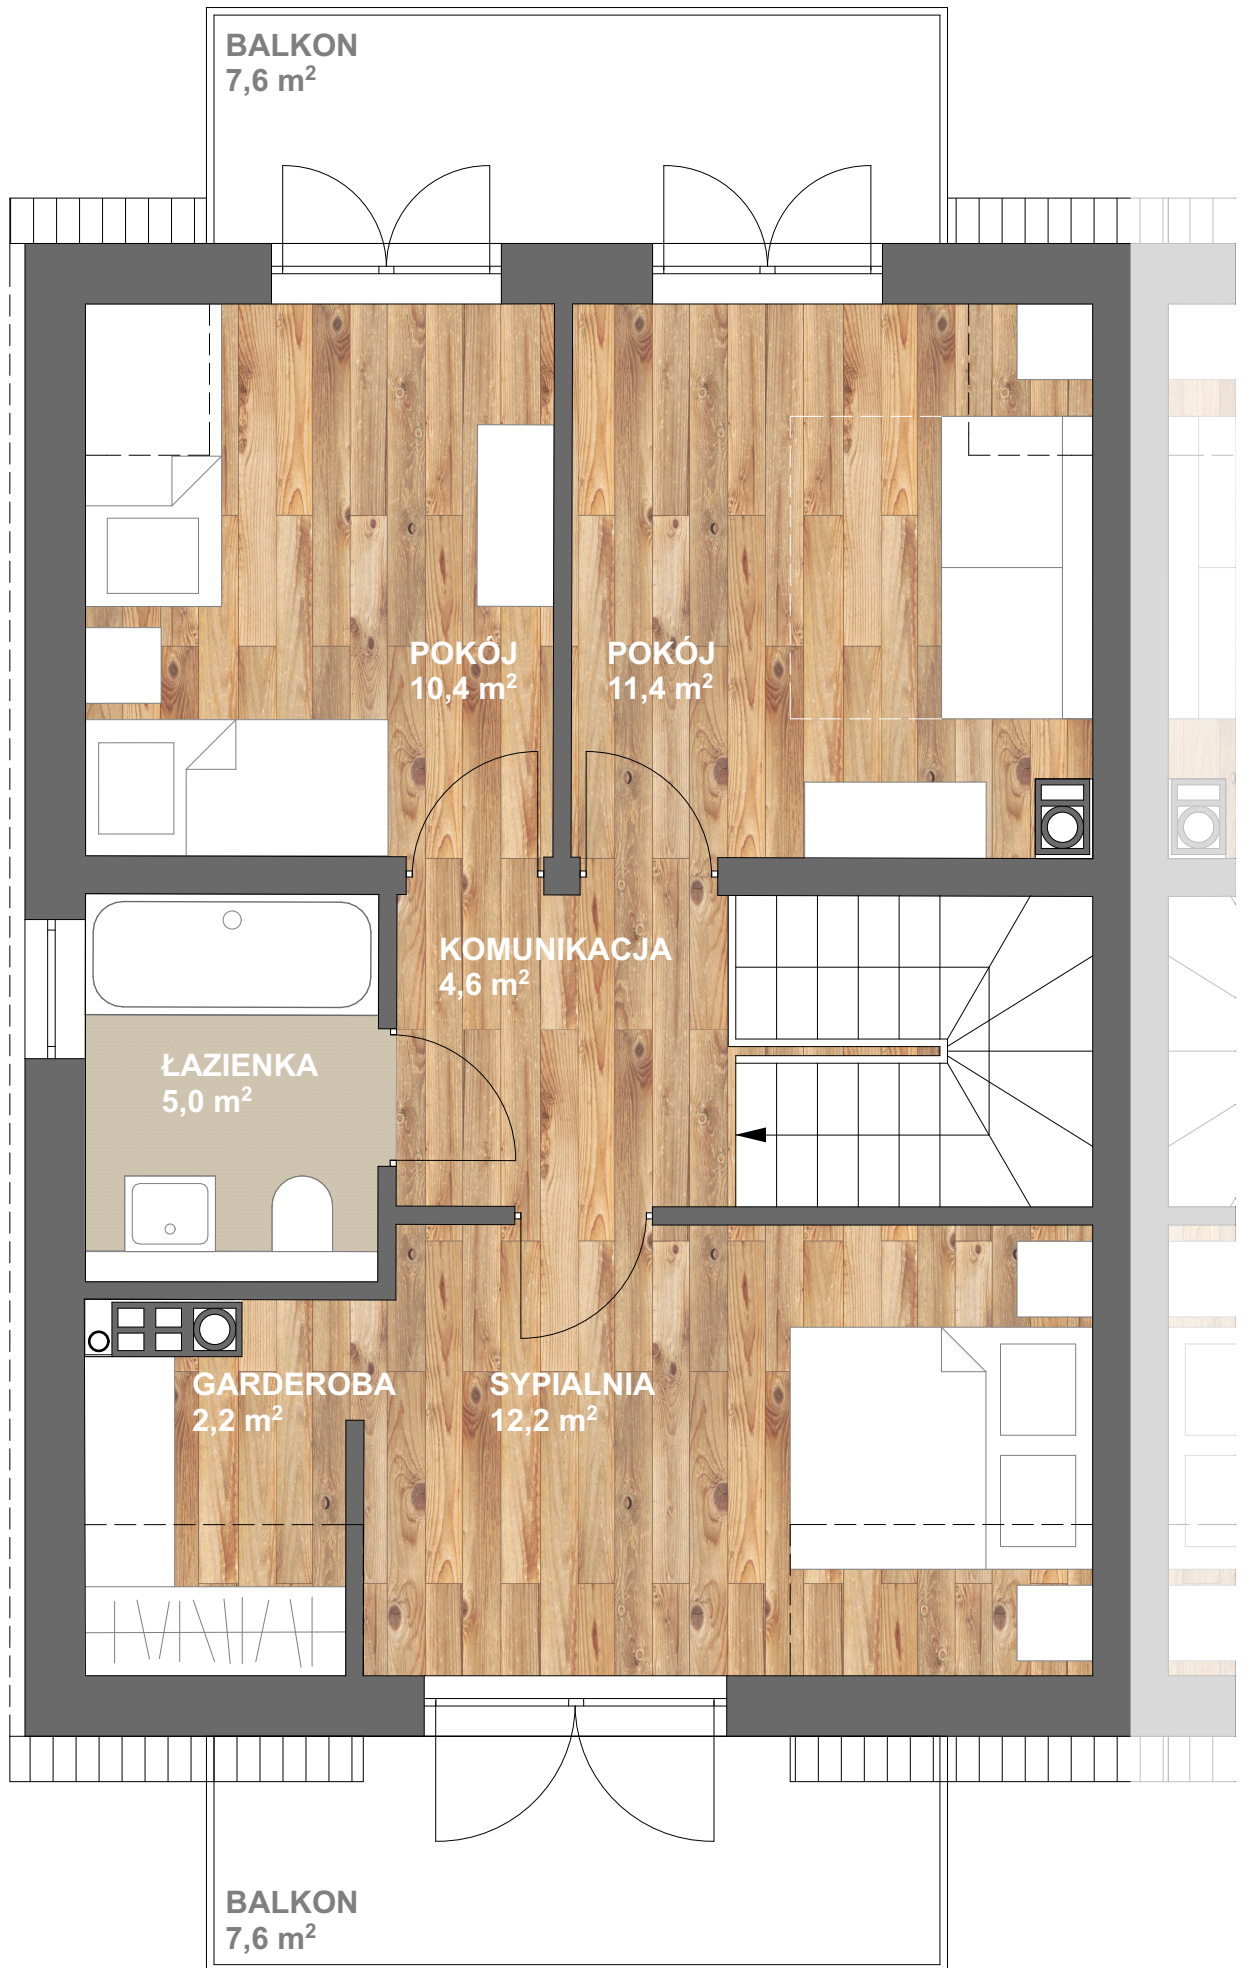 BALKON
7,6 m²
POKÓJ
10,4 m²
POKÓJ
11,4 m²
KOMUNIKACJA
4,6 m²
ŁAZIENKA
5,0 m²
GARDEROBA
2,2 m²
SYPIALNIA
12,2 m²
BALKON
7,6 m²